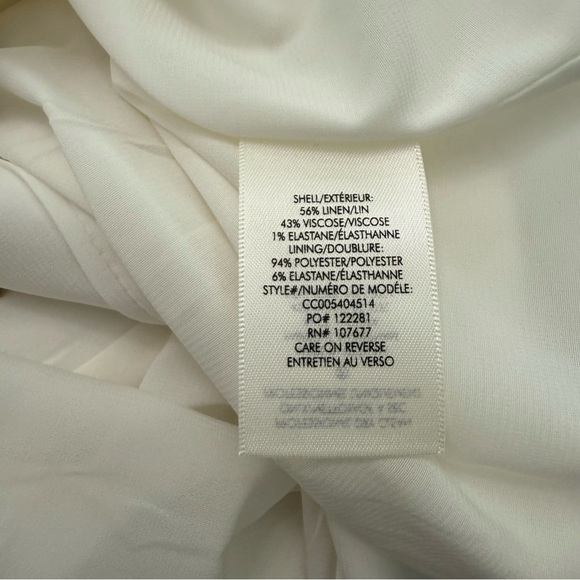 SHELL/EXTÉRIEUR:
56% LINEN/LIN
43% VISCOSE/VISCOSE
1% ELASTANE/ÉLASTHANNE
LINING/DOUBLURE:
94% POLYESTER/POLYESTER
6% ELASTANE/ÉLASTHANNE
STYLE#/NUMÉRO DE MODÉLE:
CC005404514
PO# 122281
RN# 107677
CARE ON REVERSE
ENTRETIEN AU VERSO